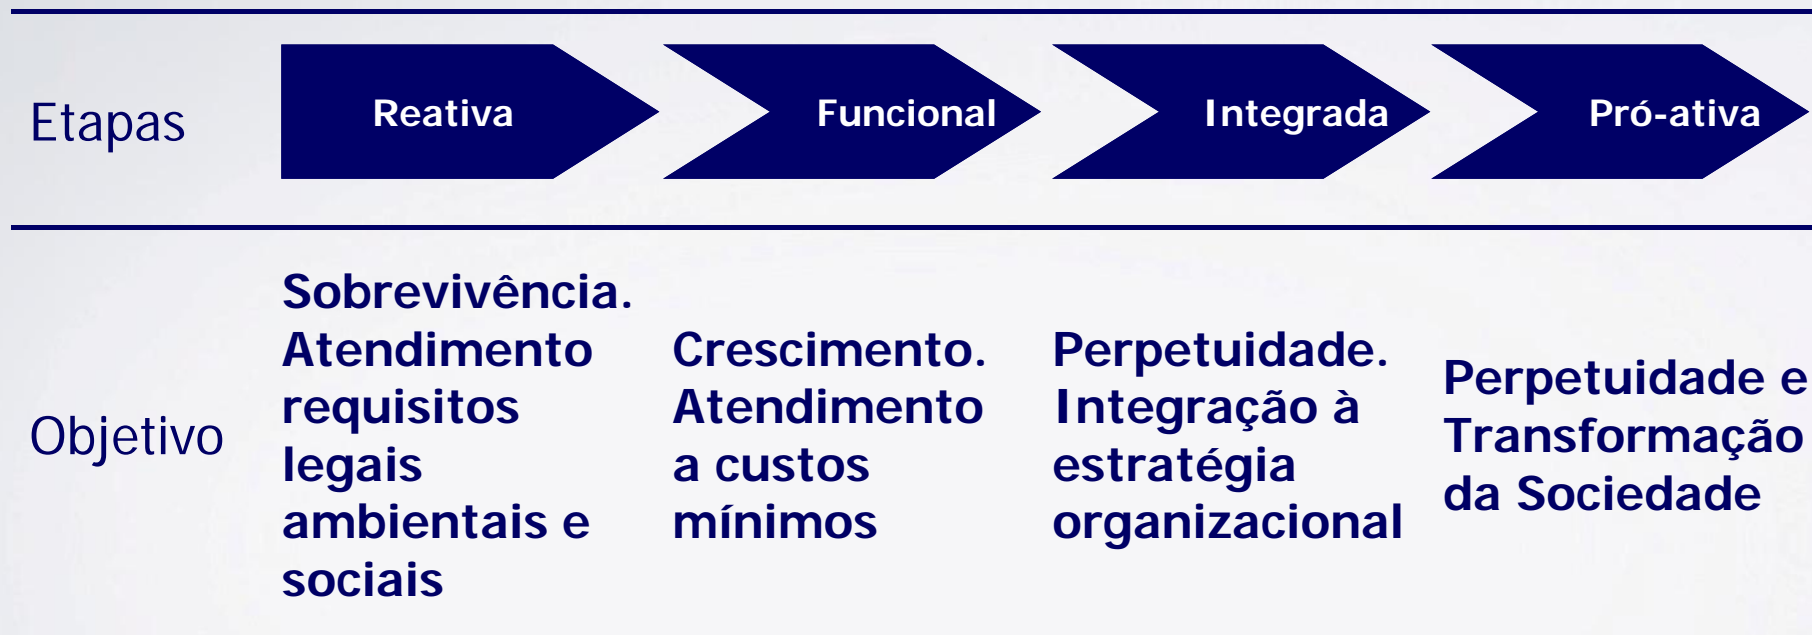 Etapas
Reativa
Funcional
Integrada
Pró-ativa
Objetivo
Sobrevivência.
Atendimento
requisitos
legais
ambientais e
sociais
Crescimento.
Atendimento
a custos
mínimos
Perpetuidade.
Integração à
estratégia
organizacional
Perpetuidade e
Transformação
da Sociedade